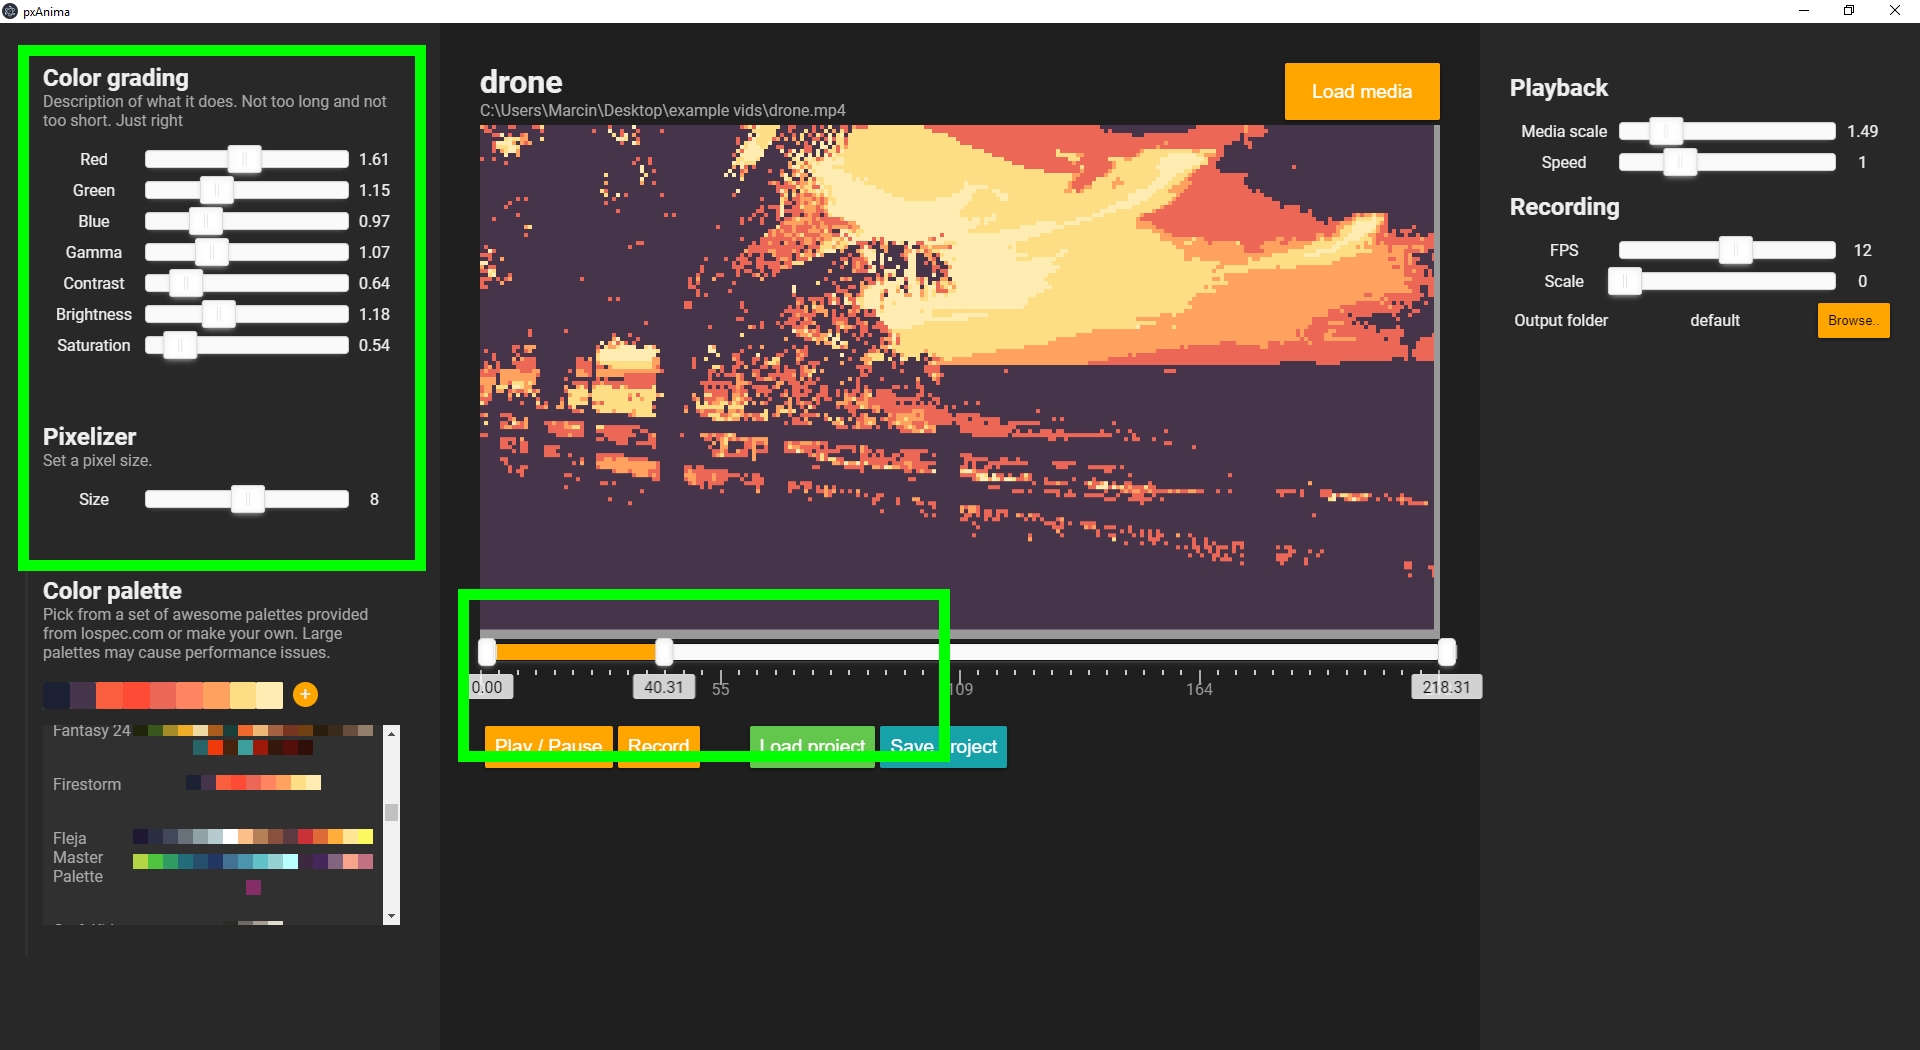 pxAnima
Color grading
Description of what it does. Not too long and not
too short. Just right
Red 1.61
Green 1.15
Blue 0.97
Gamma 1.07
Contrast 0.64
Brightness 1.18
Saturation 0.54
Pixelizer
Set a pixel size.
Size 8
Color palette
Pick from a set of awesome palettes provided
from lospec.com or make your own. Large
palettes may cause performance issues.
+
Fantasy 24
Firestorm
Fleja
Master
Palette
drone
C:\Users\Marcin\Desktop\example vids\drone.mp4
Load media
0.00 40.31 55 109 164 218.31
Play / Pause Record Load project Save project
Playback
Media scale 1.49
Speed 1
Recording
FPS 12
Scale 0
Output folder default Browse..